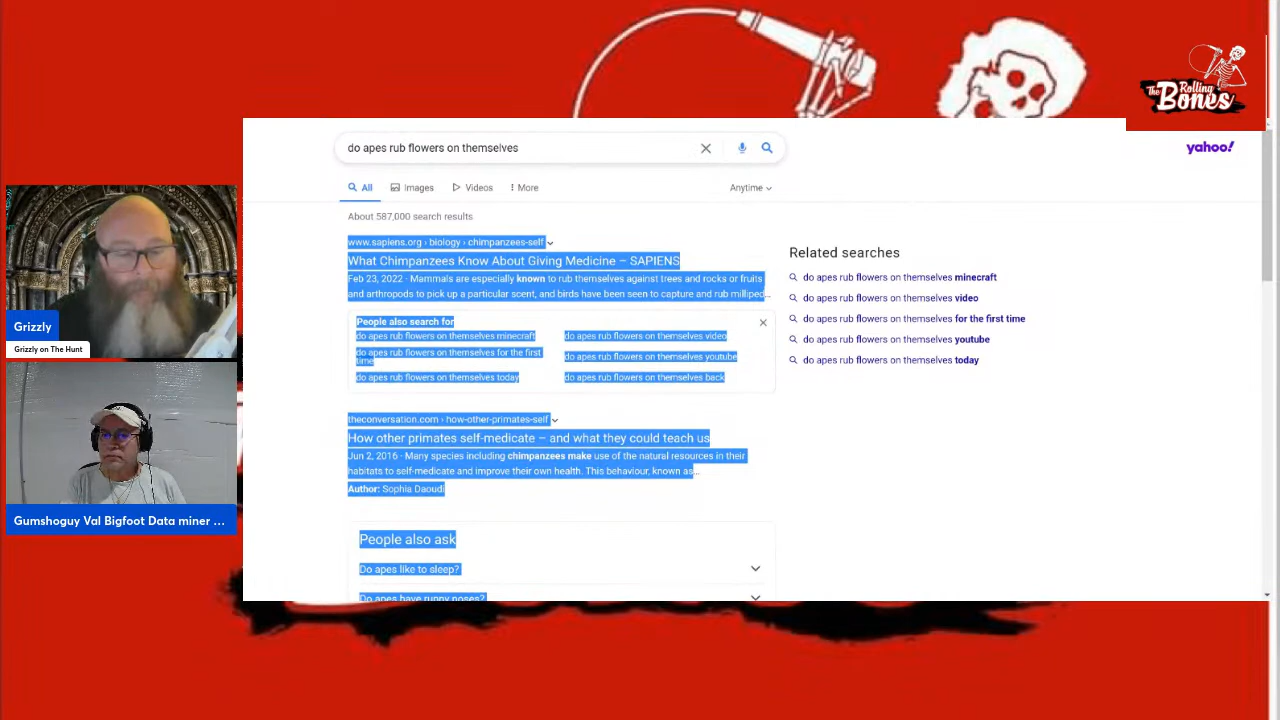 The Rolling
Bones
do apes rub flowers on themselves
yahoo!
All
Images
Videos
More
Anytime
About 587,000 search results
www.sapiens.org › biology › chimpanzees-self
What Chimpanzees Know About Giving Medicine – SAPIENS
Feb 23, 2022 · Mammals are especially known to rub themselves against trees and rocks or fruits
and arthropods to pick up a particular scent, and birds have been seen to capture and rub milliped...
People also search for
do apes rub flowers on themselves minecraft
do apes rub flowers on themselves video
do apes rub flowers on themselves for the first
time
do apes rub flowers on themselves youtube
do apes rub flowers on themselves today
do apes rub flowers on themselves back
theconversation.com › how-other-primates-self
How other primates self-medicate – and what they could teach us
Jun 2, 2016 · Many species including chimpanzees make use of the natural resources in their
habitats to self-medicate and improve their own health. This behaviour, known as...
Author: Sophia Daoudi
People also ask
Do apes like to sleep?
Do apes have runny noses?
Related searches
do apes rub flowers on themselves minecraft
do apes rub flowers on themselves video
do apes rub flowers on themselves for the first time
do apes rub flowers on themselves youtube
do apes rub flowers on themselves today
Grizzly
Grizzly on The Hunt
Gumshoguy Val Bigfoot Data miner ...